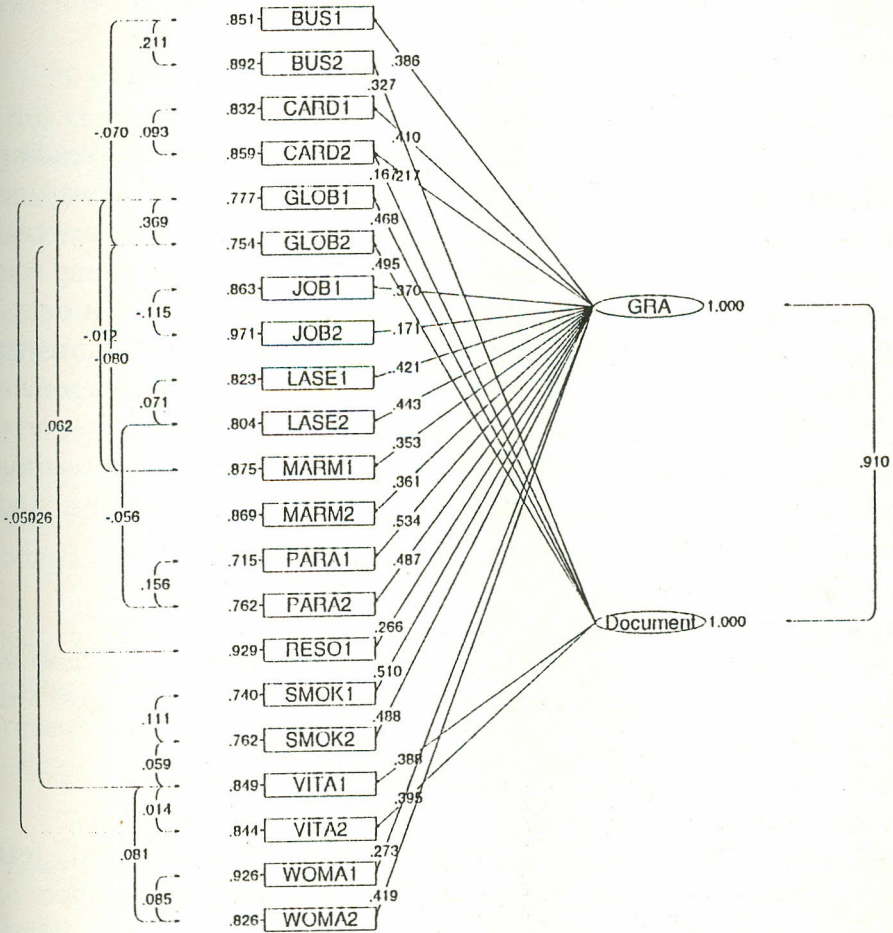 .851 BUS1
.211 .386
.892 BUS2
.327
.832 CARD1
-.070 .093 .410
.859 CARD2
.217
.777 GLOB1
.369 .468
.754 GLOB2
.495
.863 JOB1 .370 GRA 1.000
-.115
.971 JOB2 .171
-.012
-.080
.823 LASE1 .421
.071
.804 LASE2 .443
.062
.875 MARM1 .353
.910
.869 MARM2 .361
-.056 .534
.715 PARA1
.156 .487
.762 PARA2
.266 Document 1.000
.929 RESO1
.510
.740 SMOK1
.111 .488
.762 SMOK2
.059 .388
.849 VITA1
.014 .395
.844 VITA2
.081 .273
.926 WOMA1
.085 .419
.826 WOMA2